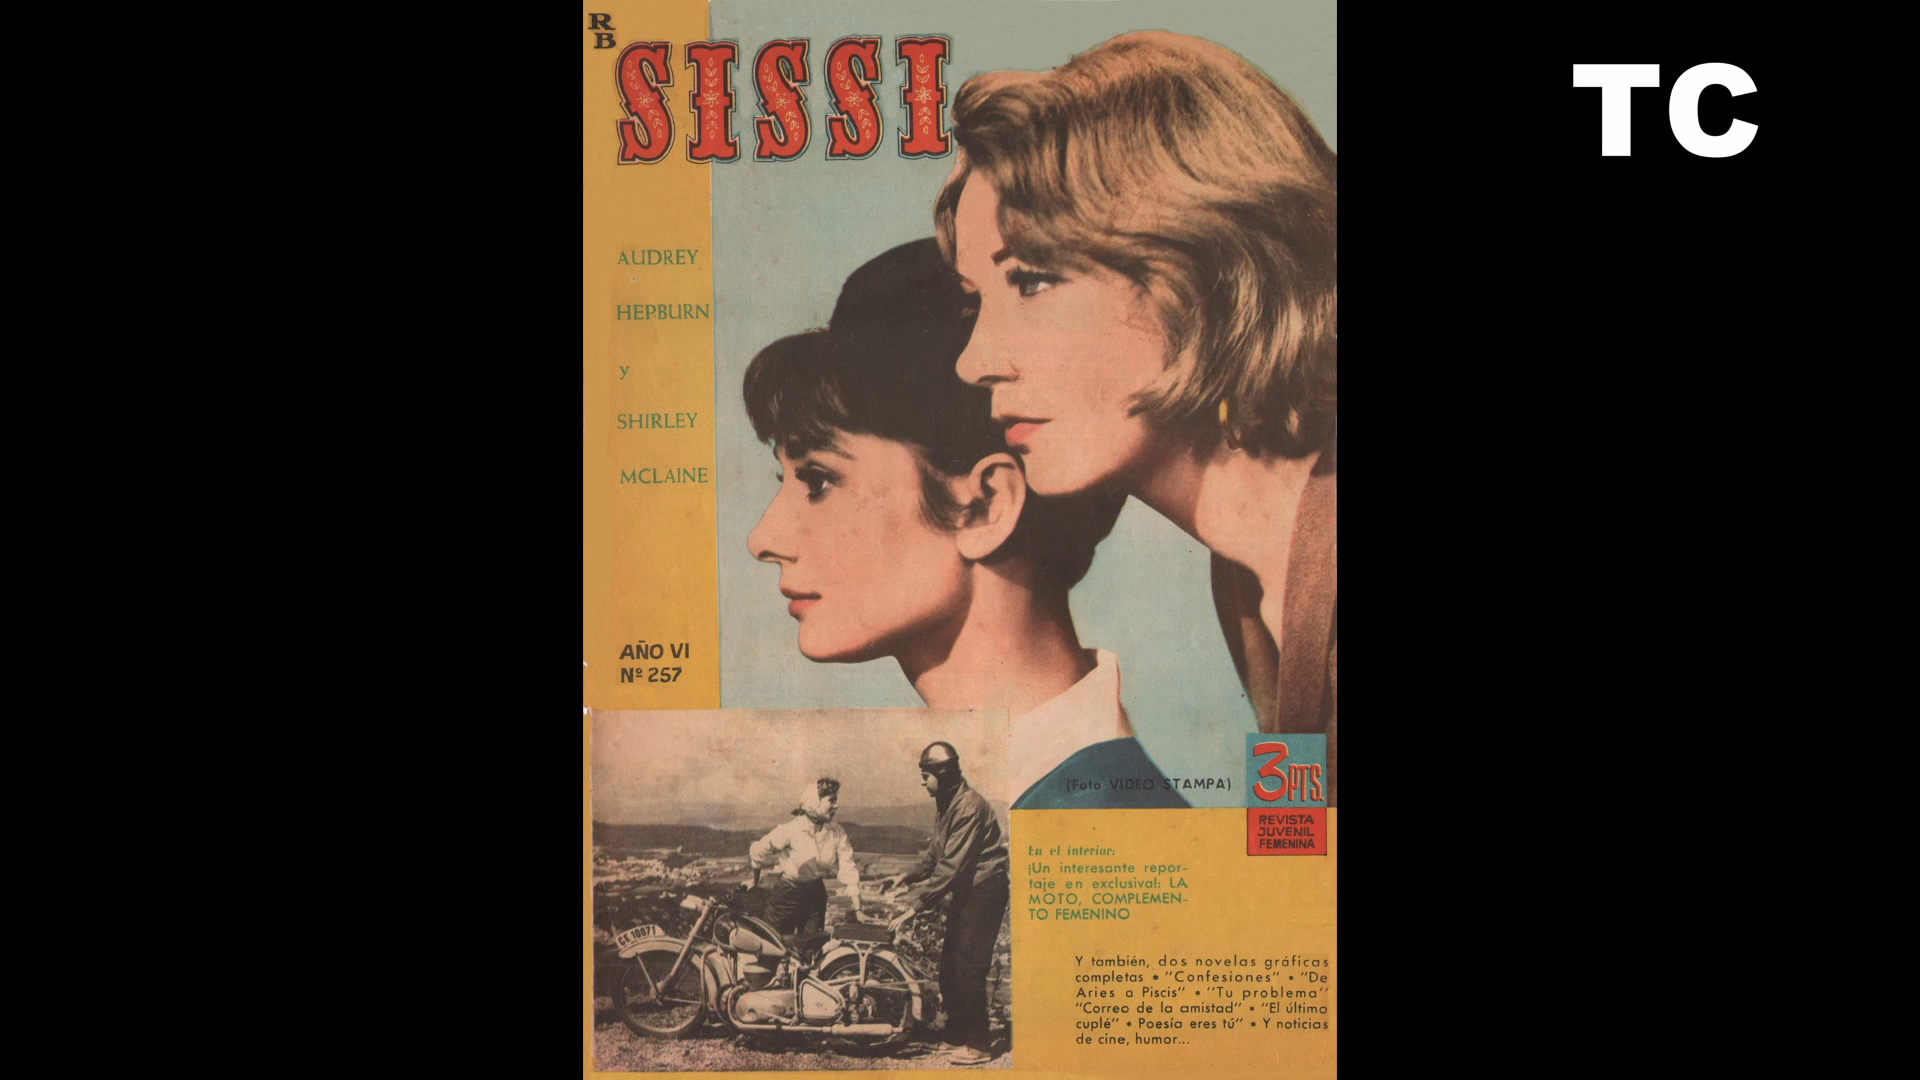 R
B
SISSI
TC
AUDREY
HEPBURN
y
SHIRLEY
MCLAINE
AÑO VI
Nº 257
(Foto VIDEO STAMPA)
3 PTS.
REVISTA
JUVENIL
FEMENINA
En el interior:
¡Un interesante repor-
taje en exclusiva!: LA
MOTO, COMPLEMEN-
TO FEMENINO
CE 10071
Y también, dos novelas gráficas
completas * "Confesiones" * "De
Aries a Piscis" * "Tu problema"
"Correo de la amistad" * "El último
cuplé" * Poesía eres tú" * Y noticias
de cine, humor...